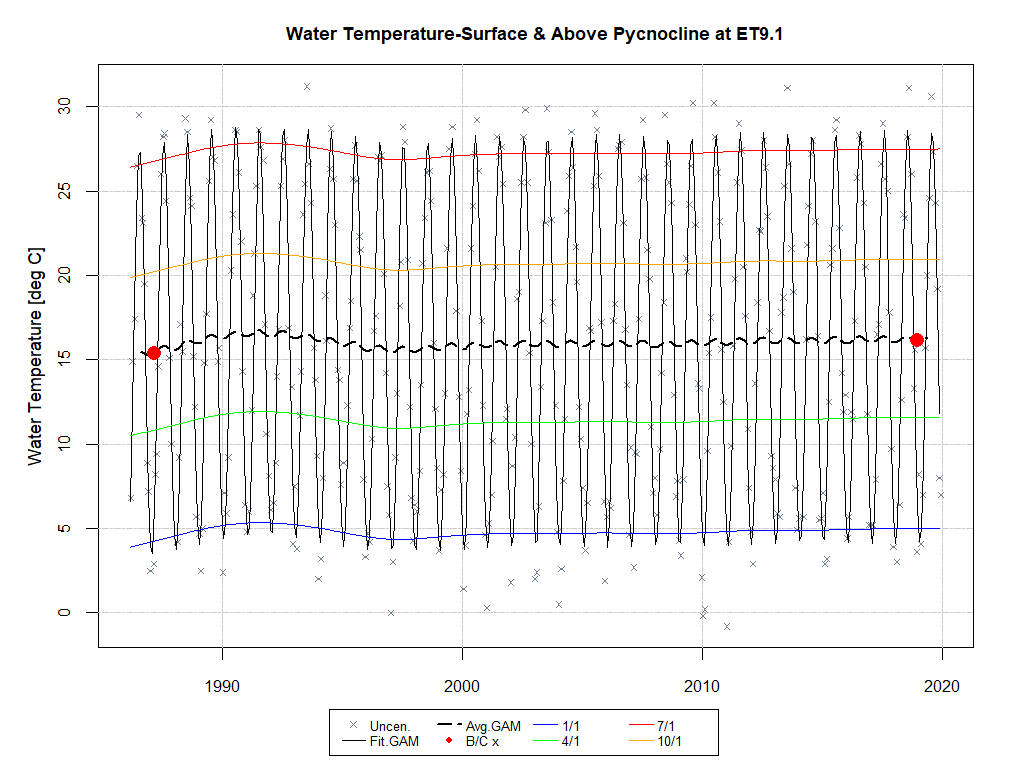 Water Temperature-Surface & Above Pycnocline at ET9.1
Water Temperature [deg C]
30
25
20
15
10
5
0
1990 2000 2010 2020
Uncen. Avg.GAM 1/1 7/1
Fit.GAM B/C x 4/1 10/1